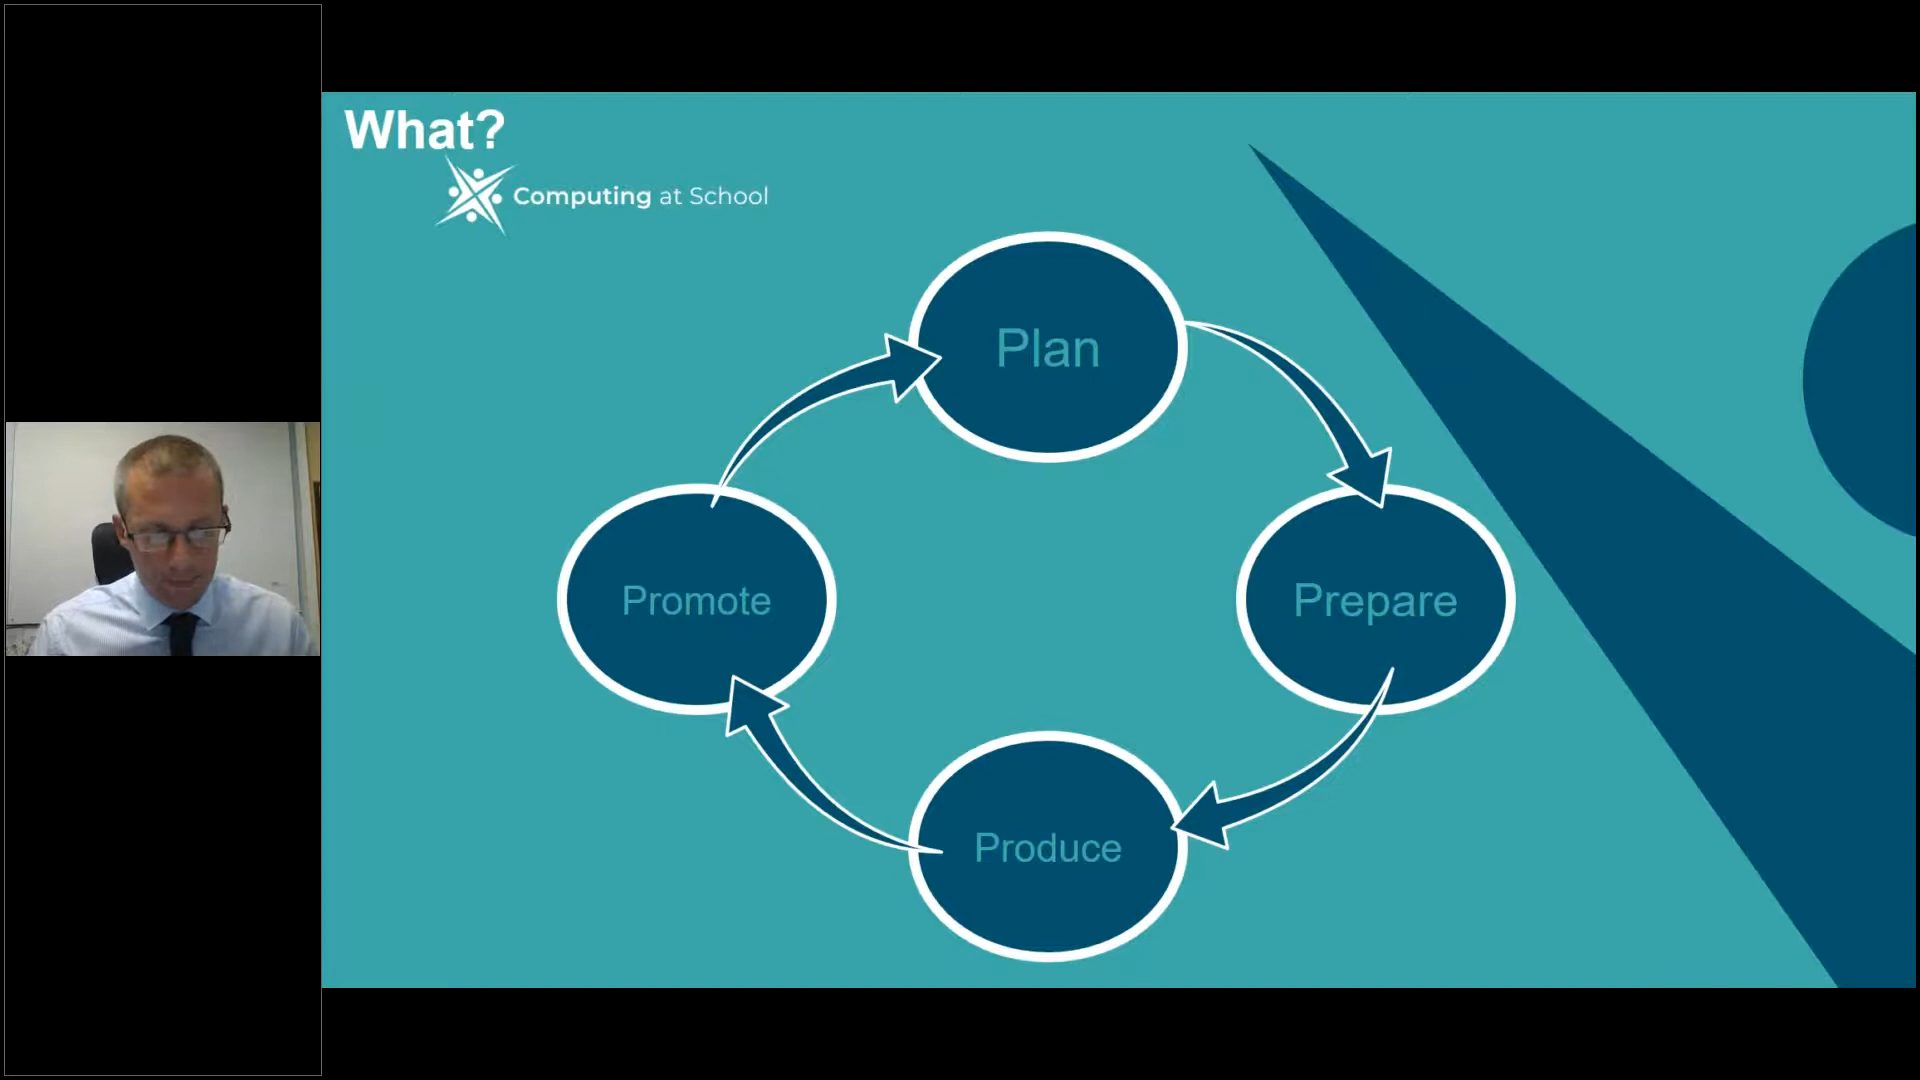 What?
Computing at School
Plan
Promote
Prepare
Produce